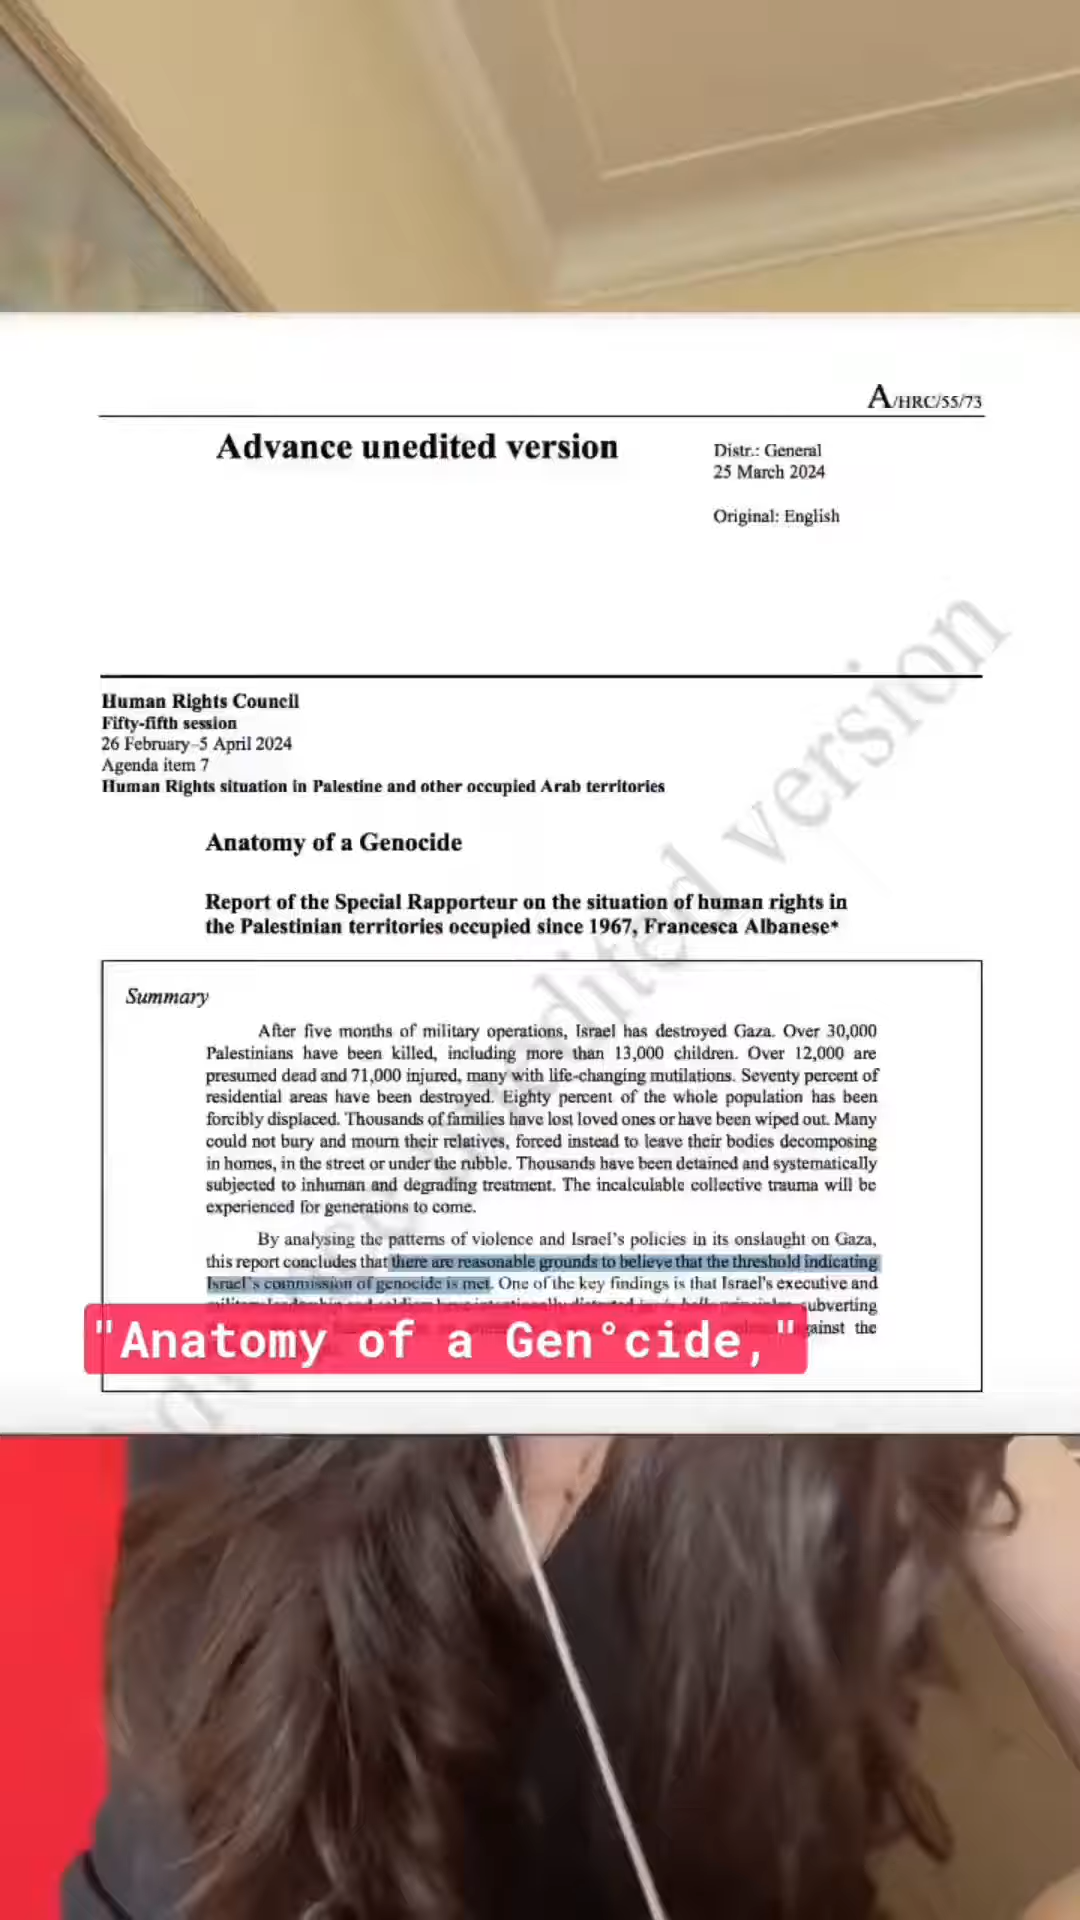 A/HRC/55/73
Advance unedited version
Distr.: General
25 March 2024
Original: English
Human Rights Council
Fifty-fifth session
26 February–5 April 2024
Agenda item 7
Human Rights situation in Palestine and other occupied Arab territories
Anatomy of a Genocide
Report of the Special Rapporteur on the situation of human rights in
the Palestinian territories occupied since 1967, Francesca Albanese*
Summary
After five months of military operations, Israel has destroyed Gaza. Over 30,000
Palestinians have been killed, including more than 13,000 children. Over 12,000 are
presumed dead and 71,000 injured, many with life-changing mutilations. Seventy percent of
residential areas have been destroyed. Eighty percent of the whole population has been
forcibly displaced. Thousands of families have lost loved ones or have been wiped out. Many
could not bury and mourn their relatives, forced instead to leave their bodies decomposing
in homes, in the street or under the rubble. Thousands have been detained and systematically
subjected to inhuman and degrading treatment. The incalculable collective trauma will be
experienced for generations to come.
By analysing the patterns of violence and Israel's policies in its onslaught on Gaza,
this report concludes that there are reasonable grounds to believe that the threshold indicating
Israel's commission of genocide is met. One of the key findings is that Israel's executive and
subverting
against the
"Anatomy of a Gen°cide,"
unedited version